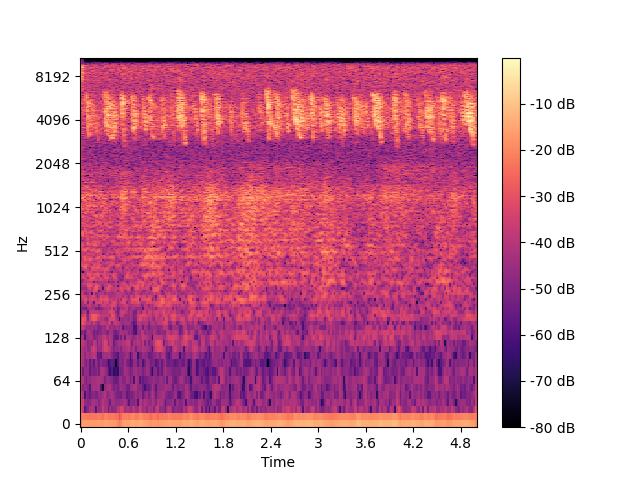 8192
4096
2048
1024
512
256
128
64
0
Hz
0 0.6 1.2 1.8 2.4 3 3.6 4.2 4.8
Time
-10 dB
-20 dB
-30 dB
-40 dB
-50 dB
-60 dB
-70 dB
-80 dB